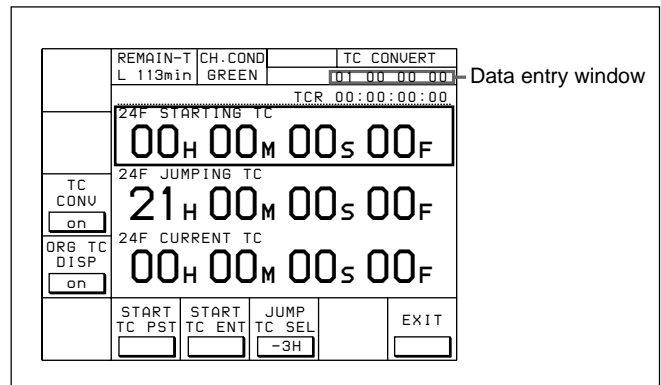 REMAIN-T CH.COND TC CONVERT
L 113min GREEN 01 00 00 00 Data entry window
TCR 00:00:00:00
24F STARTING TC
00H 00M 00S 00F
24F JUMPING TC
TC CONV on
21H 00M 00S 00F
24F CURRENT TC
ORG TC DISP on
00H 00M 00S 00F
START TC PST
START TC ENT
JUMP TC SEL
-3H
EXIT